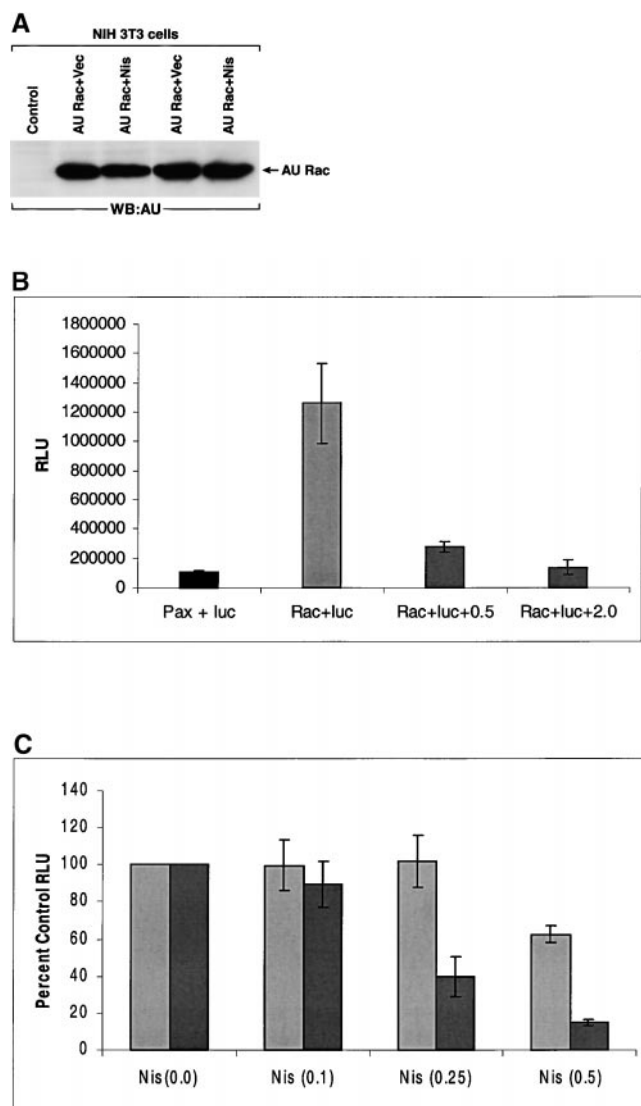 A
NIH 3T3 cells
Control
AU Rac+Vec
AU Rac+Nis
AU Rac+Vec
AU Rac+Nis
←AU Rac
WB:AU
B
1800000
1600000
1400000
1200000
1000000
800000
600000
400000
200000
0
RLU
Pax + luc
Rac+luc
Rac+luc+0.5
Rac+luc+2.0
C
140
120
100
80
60
40
20
0
Percent Control RLU
Nis(0.0)
Nis (0.1)
Nis (0.25)
Nis (0.5)